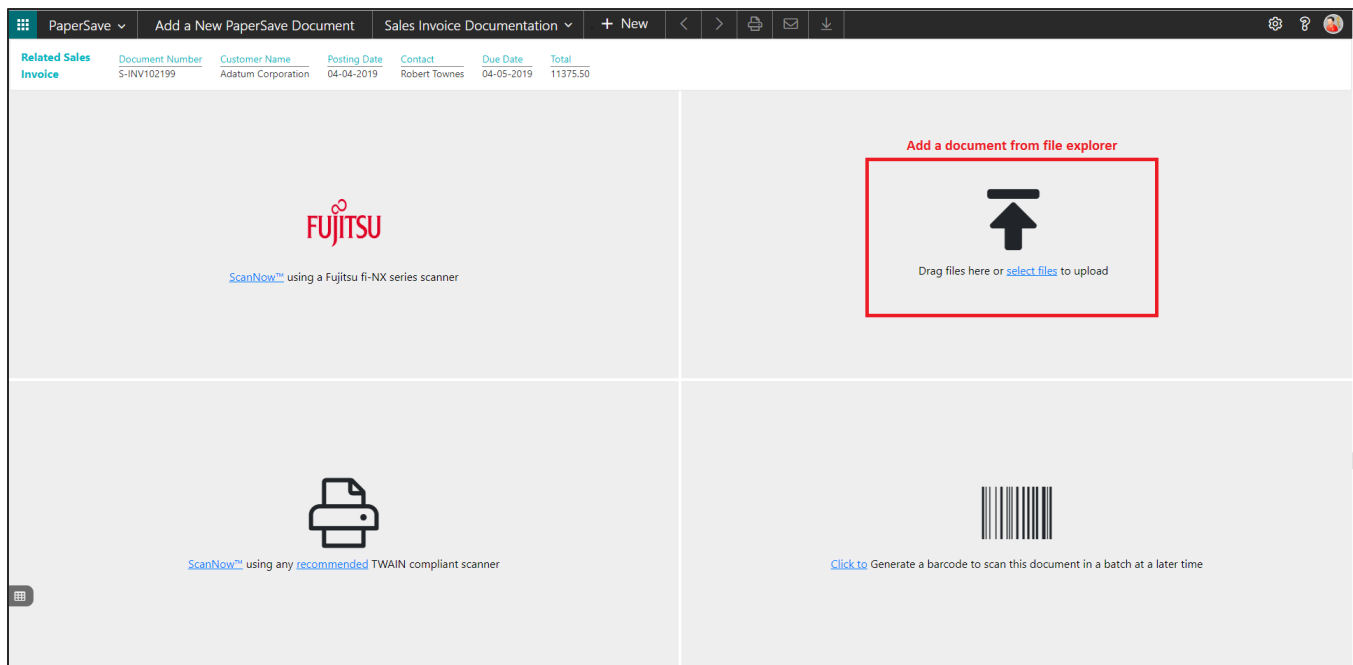 PaperSave
Add a New PaperSave Document
Sales Invoice Documentation
+ New
Related Sales Invoice
Document Number
S-INV102199
Customer Name
Adatum Corporation
Posting Date
04-04-2019
Contact
Robert Townes
Due Date
04-05-2019
Total
11375.50
FUJITSU
ScanNow™ using a Fujitsu fi-NX series scanner
Add a document from file explorer
Drag files here or select files to upload
ScanNow™ using any recommended TWAIN compliant scanner
Click to Generate a barcode to scan this document in a batch at a later time